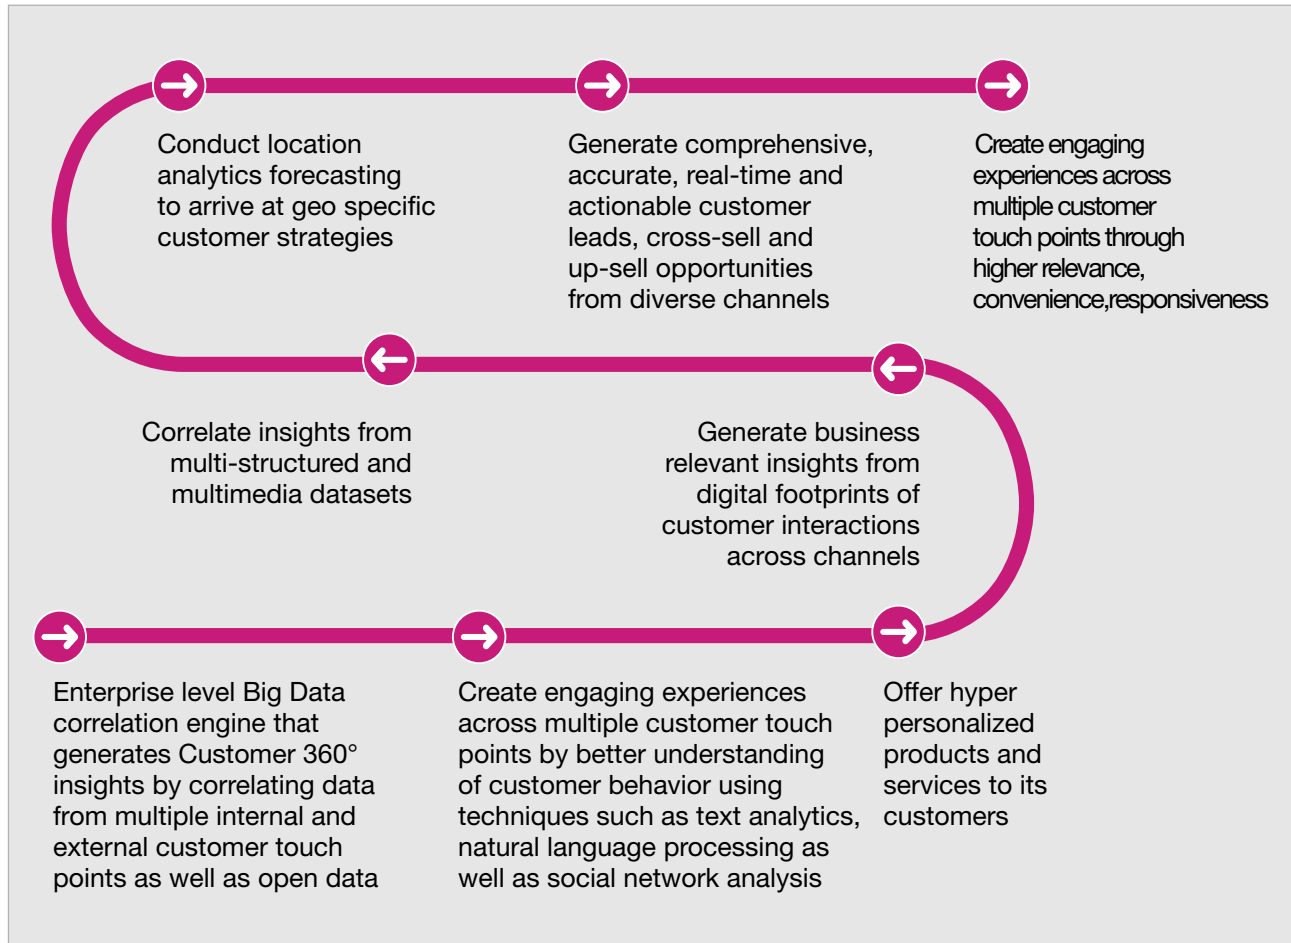 Conduct location
analytics forecasting
to arrive at geo specific
customer strategies
Generate comprehensive,
accurate, real-time and
actionable customer
leads, cross-sell and
up-sell opportunities
from diverse channels
Create engaging
experiences across
multiple customer
touch points through
higher relevance,
convenience,responsiveness
Correlate insights from
multi-structured and
multimedia datasets
Generate business
relevant insights from
digital footprints of
customer interactions
across channels
Enterprise level Big Data
correlation engine that
generates Customer 360°
insights by correlating data
from multiple internal and
external customer touch
points as well as open data
Create engaging experiences
across multiple customer touch
points by better understanding
of customer behavior using
techniques such as text analytics,
natural language processing as
well as social network analysis
Offer hyper
personalized
products and
services to its
customers